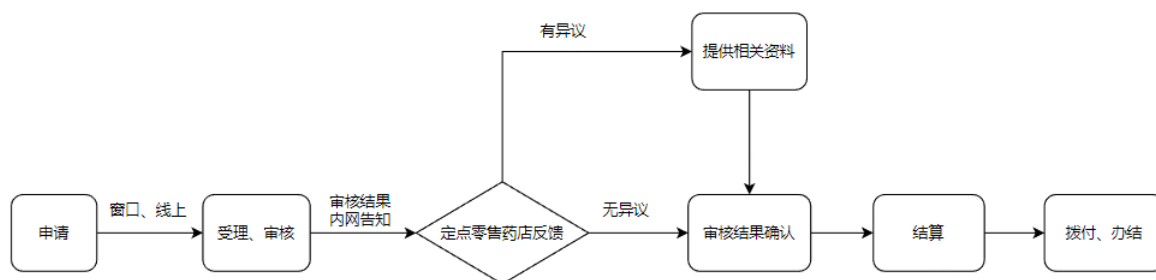 有异议
提供相关资料
申请
窗口、线上
受理、审核
审核结果
内网告知
定点零售药店反馈
无异议
审核结果确认
结算
拨付、办结